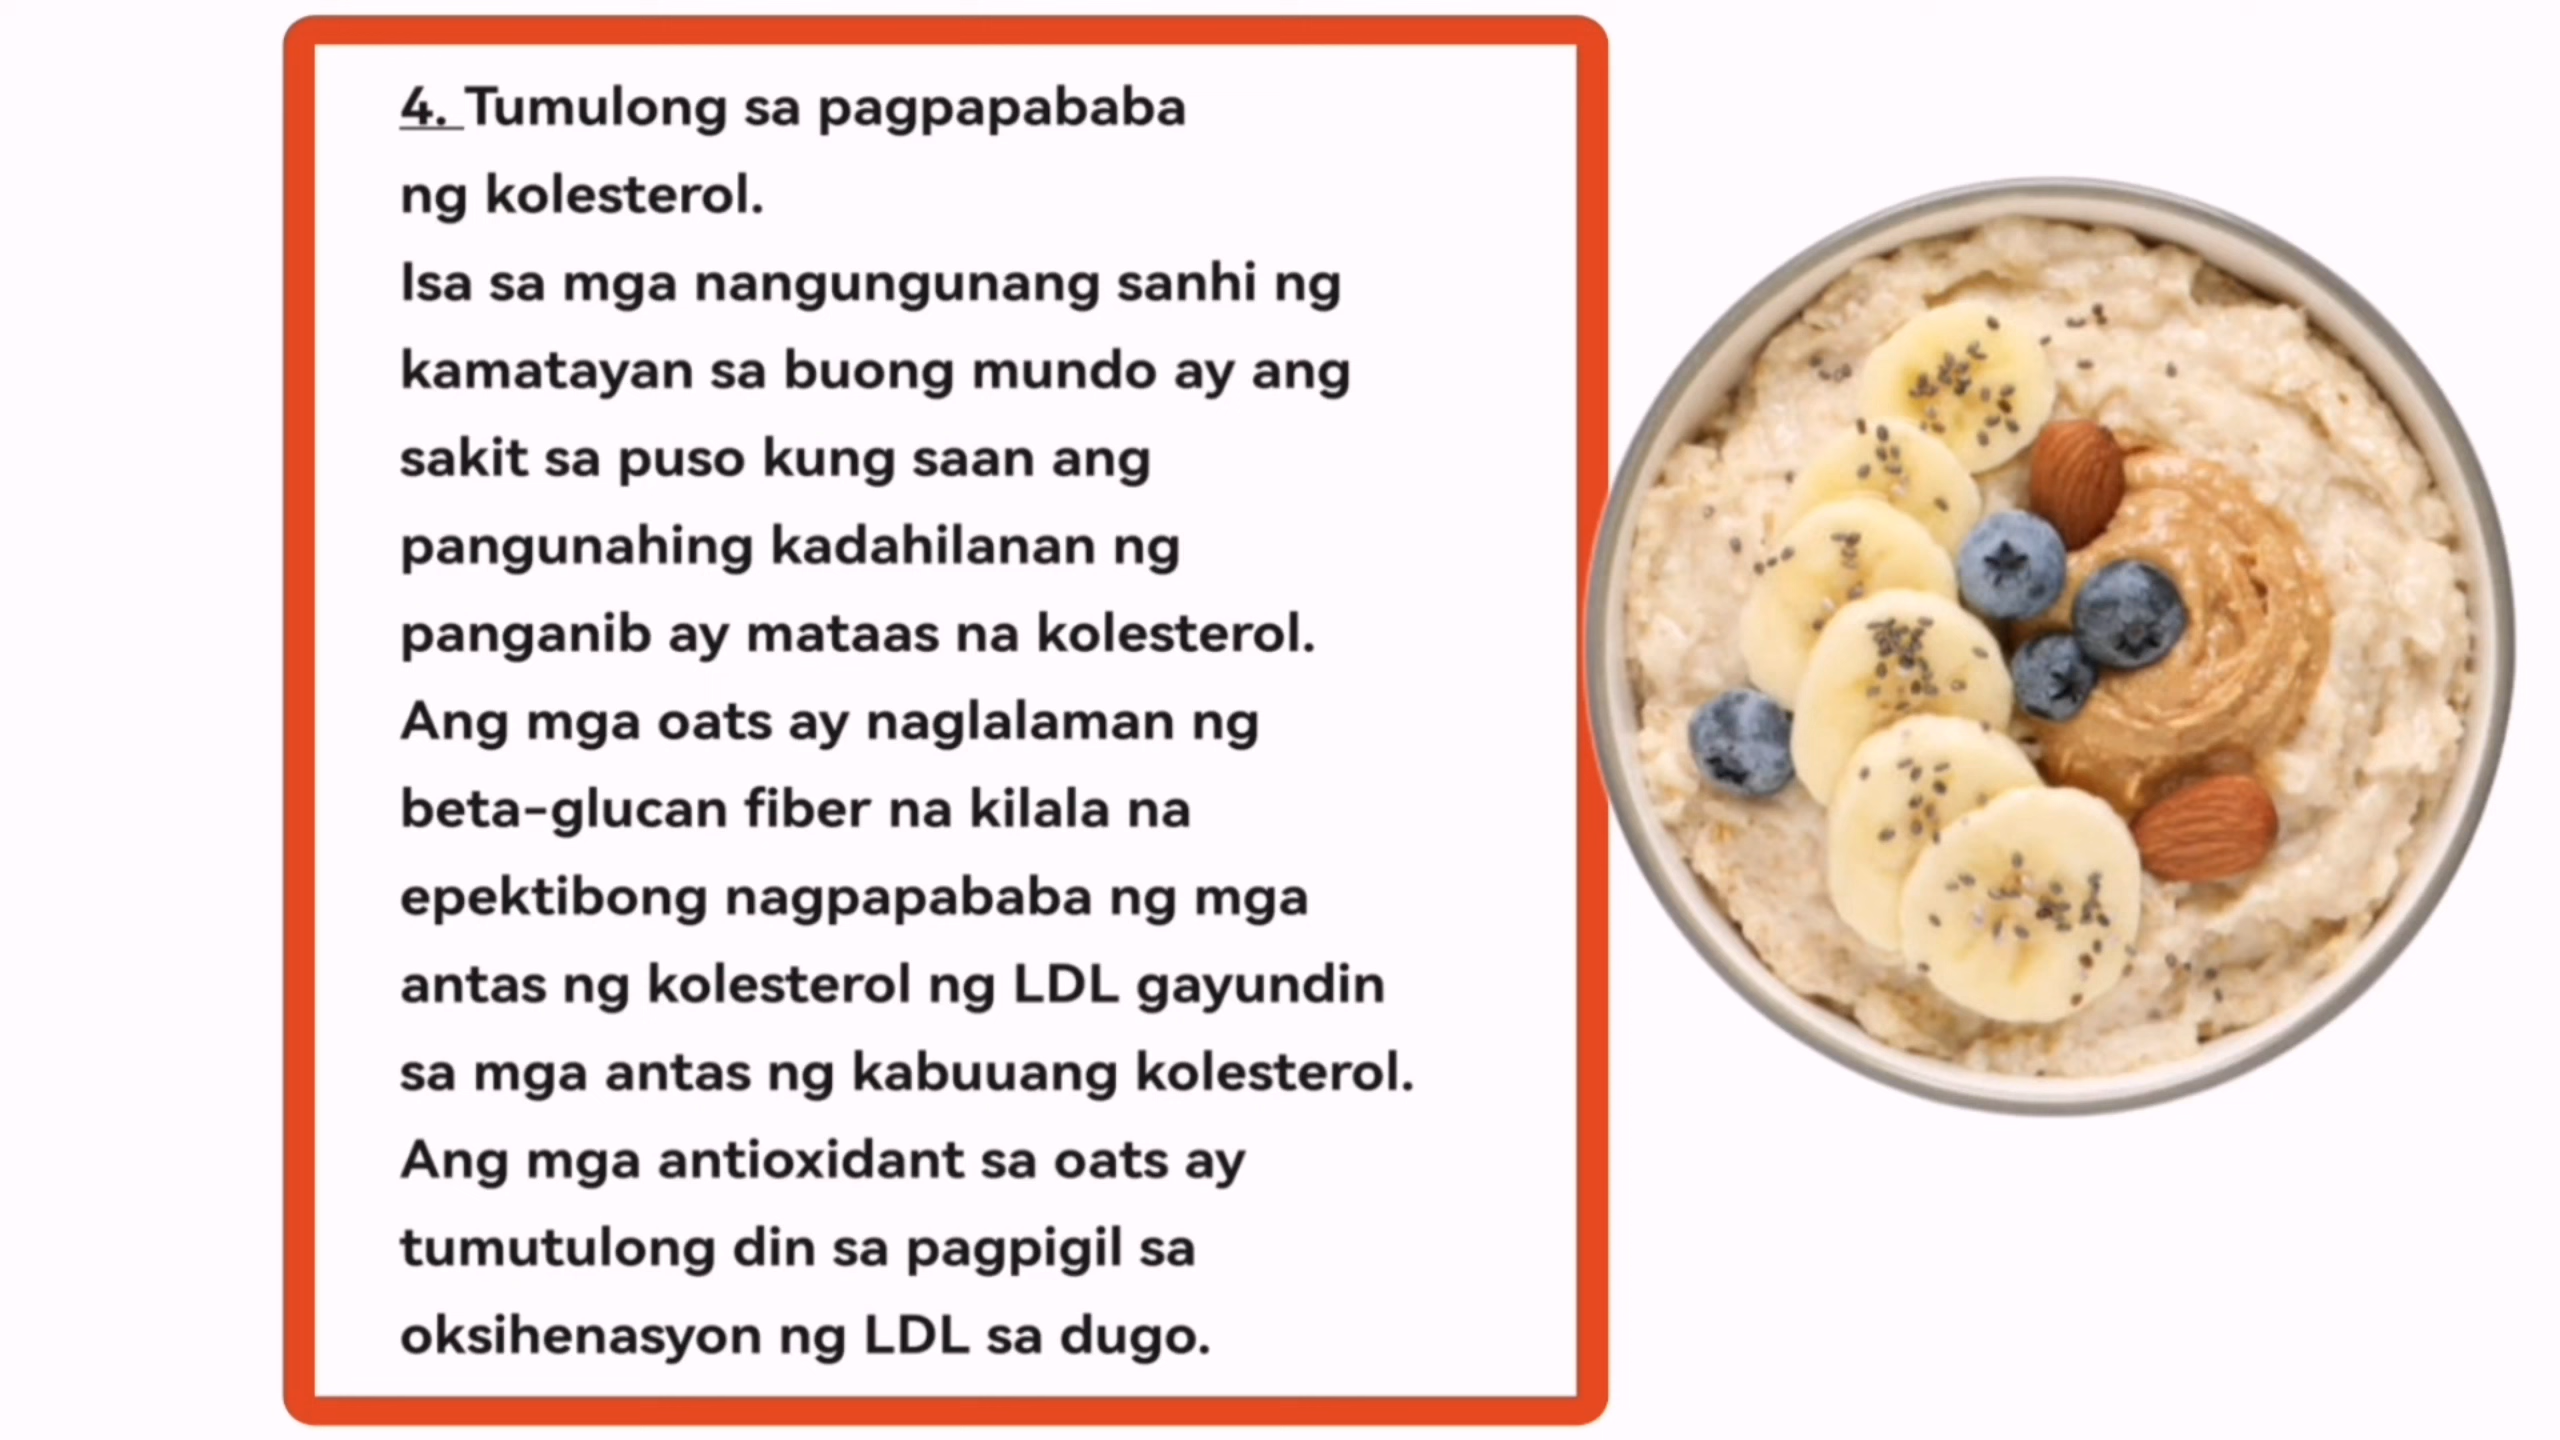 4. Tumulong sa pagpapababa
ng kolesterol.
Isa sa mga nangungunang sanhi ng
kamatayan sa buong mundo ay ang
sakit sa puso kung saan ang
pangunahing kadahilanan ng
panganib ay mataas na kolesterol.
Ang mga oats ay naglalaman ng
beta-glucan fiber na kilala na
epektibong nagpapababa ng mga
antas ng kolesterol ng LDL gayundin
sa mga antas ng kabuuang kolesterol.
Ang mga antioxidant sa oats ay
tumutulong din sa pagpigil sa
oksihenasyon ng LDL sa dugo.